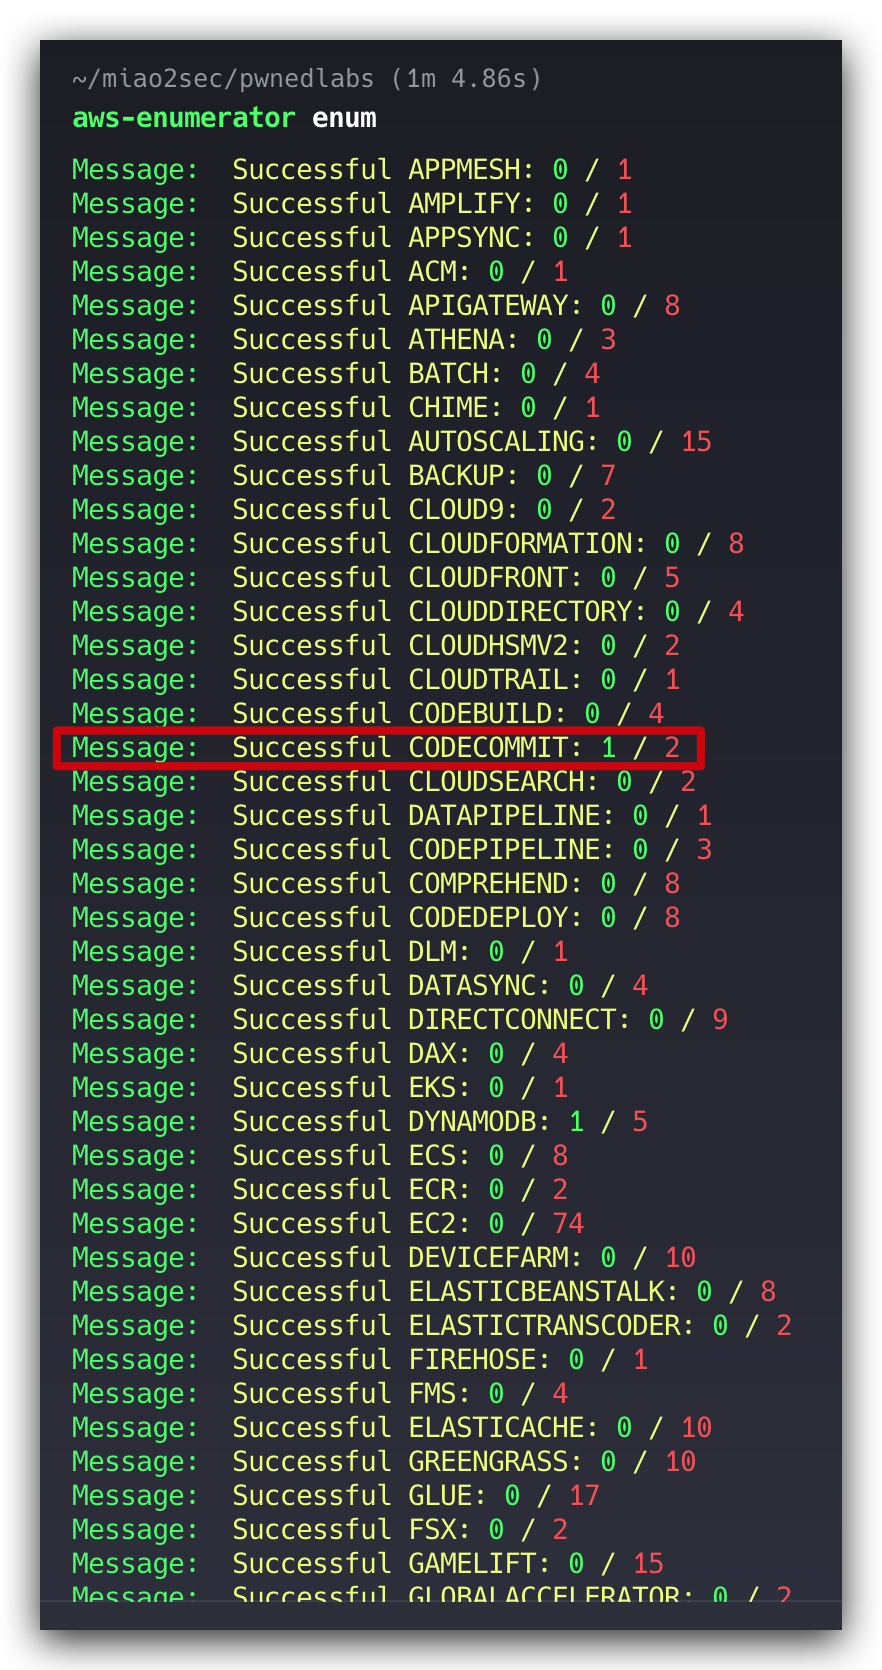 ~/miao2sec/pwnedlabs (1m 4.86s)
aws-enumerator enum
Message:  Successful APPMESH: 0 / 1
Message:  Successful AMPLIFY: 0 / 1
Message:  Successful APPSYNC: 0 / 1
Message:  Successful ACM: 0 / 1
Message:  Successful APIGATEWAY: 0 / 8
Message:  Successful ATHENA: 0 / 3
Message:  Successful BATCH: 0 / 4
Message:  Successful CHIME: 0 / 1
Message:  Successful AUTOSCALING: 0 / 15
Message:  Successful BACKUP: 0 / 7
Message:  Successful CLOUD9: 0 / 2
Message:  Successful CLOUDFORMATION: 0 / 8
Message:  Successful CLOUDFRONT: 0 / 5
Message:  Successful CLOUDDIRECTORY: 0 / 4
Message:  Successful CLOUDHSMV2: 0 / 2
Message:  Successful CLOUDTRAIL: 0 / 1
Message:  Successful CODEBUILD: 0 / 4
Message:  Successful CODECOMMIT: 1 / 2
Message:  Successful CLOUDSEARCH: 0 / 2
Message:  Successful DATAPIPELINE: 0 / 1
Message:  Successful CODEPIPELINE: 0 / 3
Message:  Successful COMPREHEND: 0 / 8
Message:  Successful CODEDEPLOY: 0 / 8
Message:  Successful DLM: 0 / 1
Message:  Successful DATASYNC: 0 / 4
Message:  Successful DIRECTCONNECT: 0 / 9
Message:  Successful DAX: 0 / 4
Message:  Successful EKS: 0 / 1
Message:  Successful DYNAMODB: 1 / 5
Message:  Successful ECS: 0 / 8
Message:  Successful ECR: 0 / 2
Message:  Successful EC2: 0 / 74
Message:  Successful DEVICEFARM: 0 / 10
Message:  Successful ELASTICBEANSTALK: 0 / 8
Message:  Successful ELASTICTRANSCODER: 0 / 2
Message:  Successful FIREHOSE: 0 / 1
Message:  Successful FMS: 0 / 4
Message:  Successful ELASTICACHE: 0 / 10
Message:  Successful GREENGRASS: 0 / 10
Message:  Successful GLUE: 0 / 17
Message:  Successful FSX: 0 / 2
Message:  Successful GAMELIFT: 0 / 15
Message:  Successful GLOBALACCELERATOR: 0 / 2